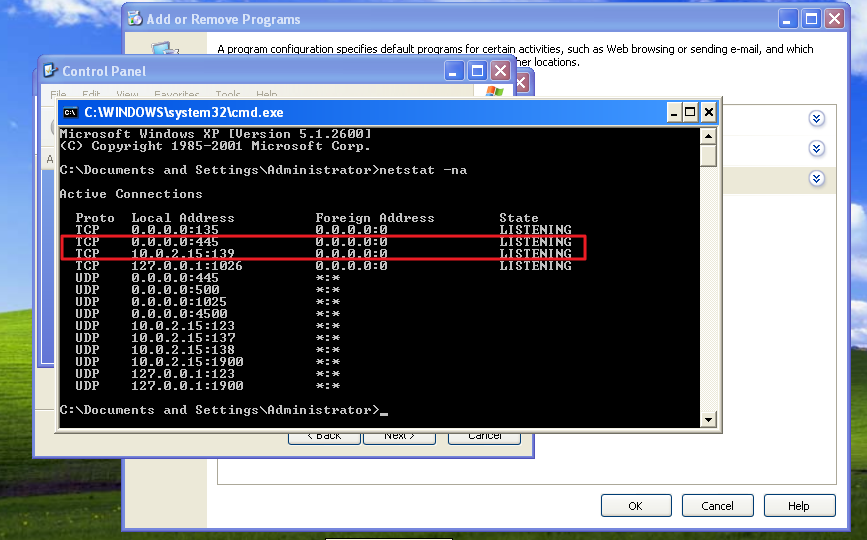 Add or Remove Programs
A program configuration specifies default programs for certain activities, such as Web browsing or sending e-mail, and which
her locations.
Control Panel
File Edit View Favorites Tools Help
C:\WINDOWS\system32\cmd.exe
Microsoft Windows XP [Version 5.1.2600]
(C) Copyright 1985-2001 Microsoft Corp.
C:\Documents and Settings\Administrator>netstat -na
Active Connections
Proto Local Address Foreign Address State
TCP 0.0.0.0:135 0.0.0.0:0 LISTENING
TCP 0.0.0.0:445 0.0.0.0:0 LISTENING
TCP 10.0.2.15:139 0.0.0.0:0 LISTENING
TCP 127.0.0.1:1026 0.0.0.0:0 LISTENING
UDP 0.0.0.0:445 *:*
UDP 0.0.0.0:500 *:*
UDP 0.0.0.0:1025 *:*
UDP 0.0.0.0:4500 *:*
UDP 10.0.2.15:123 *:*
UDP 10.0.2.15:137 *:*
UDP 10.0.2.15:138 *:*
UDP 10.0.2.15:1900 *:*
UDP 127.0.0.1:123 *:*
UDP 127.0.0.1:1900 *:*
C:\Documents and Settings\Administrator>_
< Back Next > Cancel
OK Cancel Help